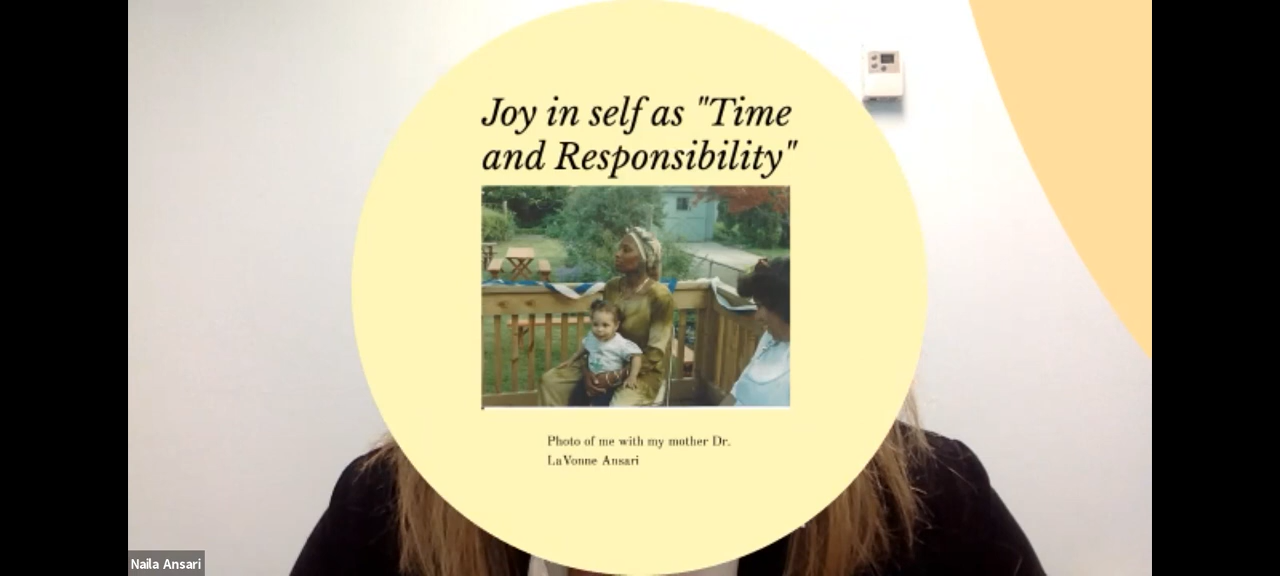 Joy in self as "Time
and Responsibility"
Photo of me with my mother Dr.
LaVonne Ansari
Naila Ansari